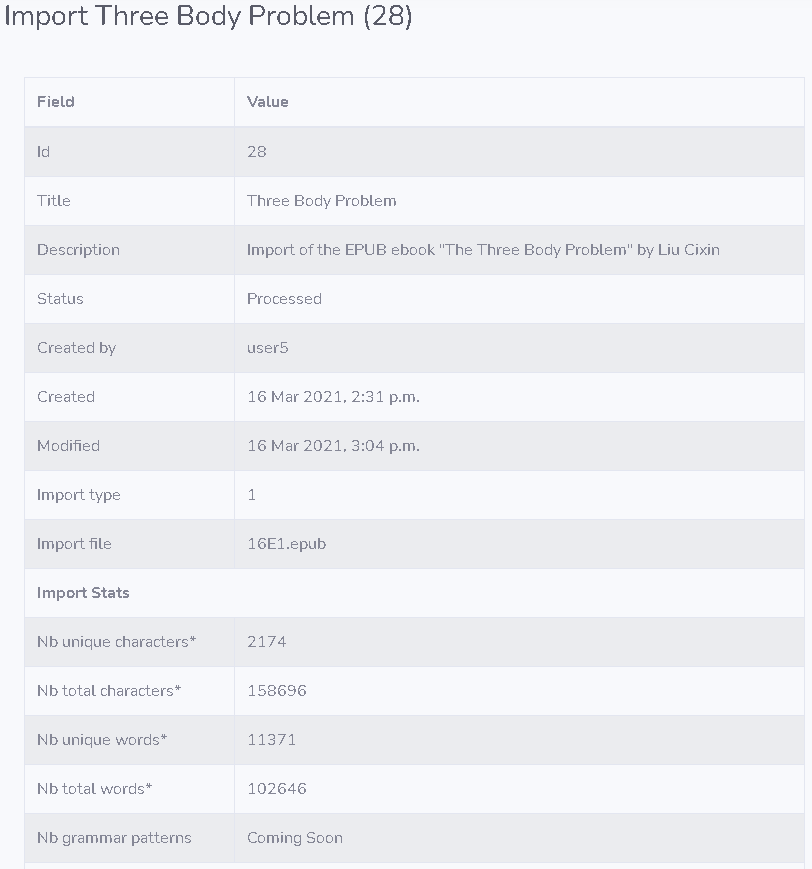 Import Three Body Problem (28)
Field Value
Id 28
Title Three Body Problem
Description Import of the EPUB ebook "The Three Body Problem" by Liu Cixin
Status Processed
Created by user5
Created 16 Mar 2021, 2:31 p.m.
Modified 16 Mar 2021, 3:04 p.m.
Import type 1
Import file 16E1.epub
Import Stats
Nb unique characters* 2174
Nb total characters* 158696
Nb unique words* 11371
Nb total words* 102646
Nb grammar patterns Coming Soon